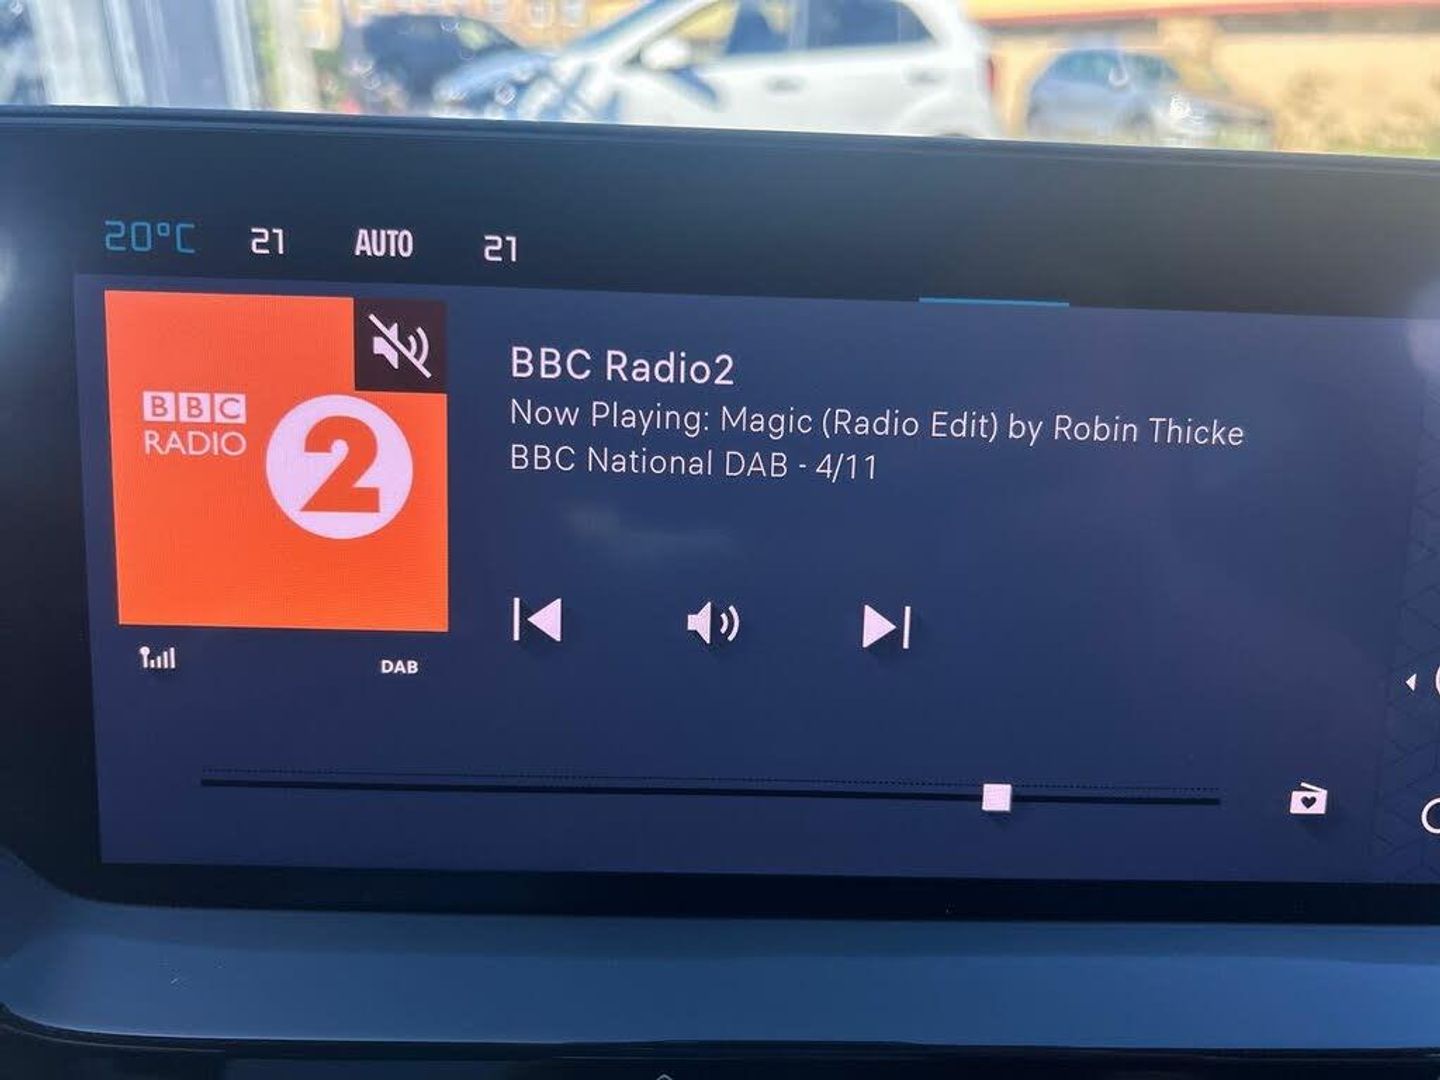 20°C 21 AUTO 21
BBC
RADIO
2
BBC Radio2
Now Playing: Magic (Radio Edit) by Robin Thicke
BBC National DAB - 4/11
DAB